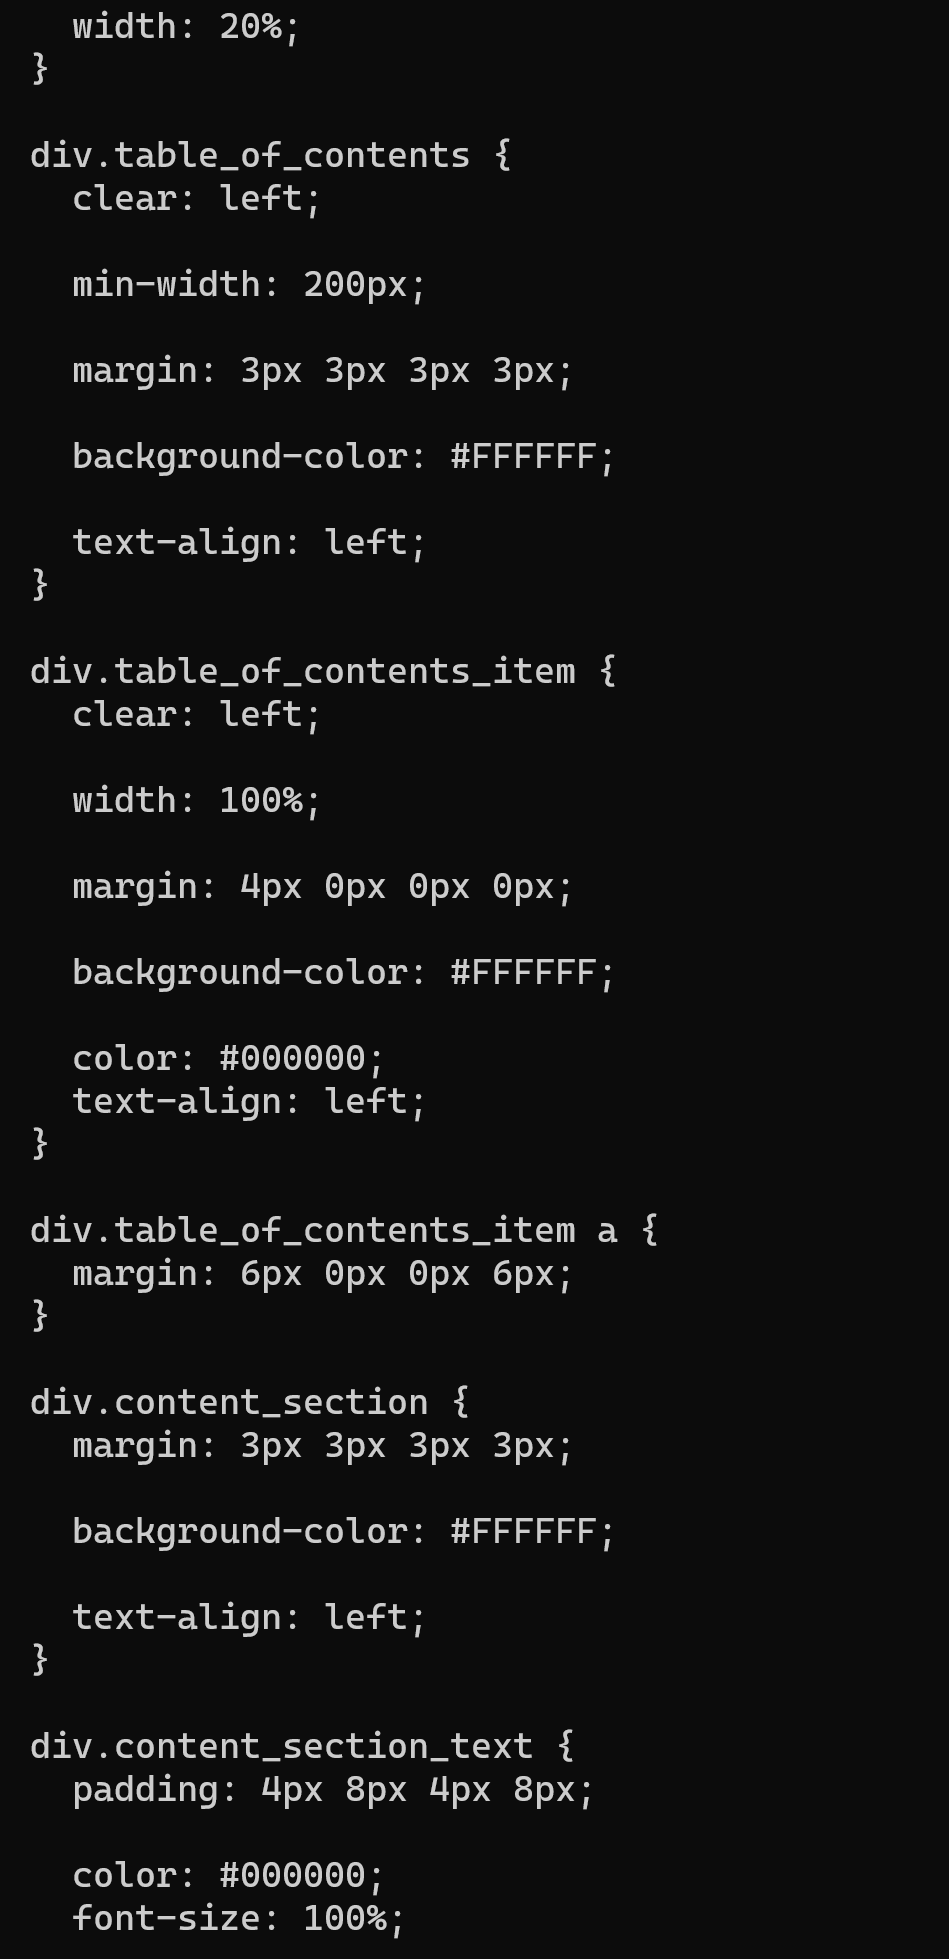 width: 20%;
}

div.table_of_contents {
  clear: left;

  min-width: 200px;

  margin: 3px 3px 3px 3px;

  background-color: #FFFFFF;

  text-align: left;
}

div.table_of_contents_item {
  clear: left;

  width: 100%;

  margin: 4px 0px 0px 0px;

  background-color: #FFFFFF;

  color: #000000;
  text-align: left;
}

div.table_of_contents_item a {
  margin: 6px 0px 0px 6px;
}

div.content_section {
  margin: 3px 3px 3px 3px;

  background-color: #FFFFFF;

  text-align: left;
}

div.content_section_text {
  padding: 4px 8px 4px 8px;

  color: #000000;
  font-size: 100%;